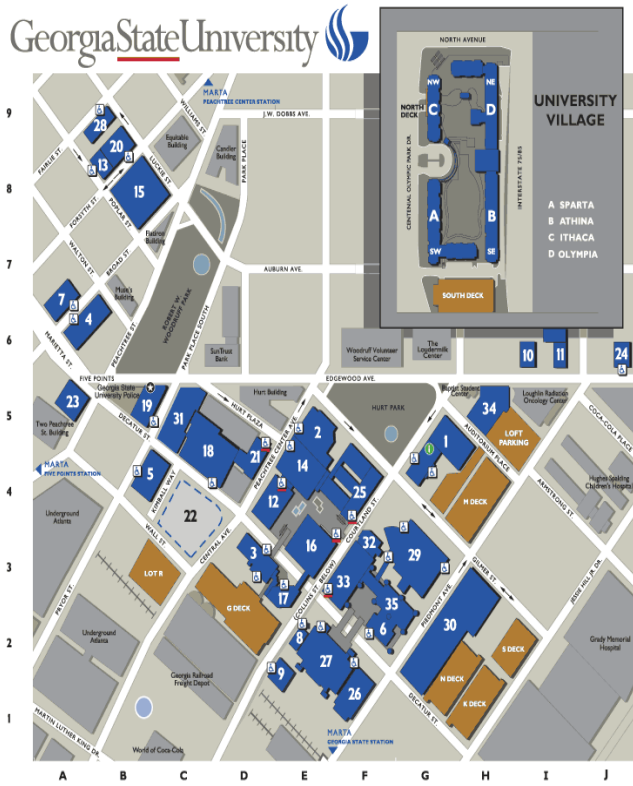 GeorgiaStateUniversity
MARTA
PEACHTREE CENTER STATION
NORTH AVENUE
NW
NE
NORTH
DECK
C
D
CENTENIAL OLYMPIC PARK DR.
INTERSTATE 75/85
A
B
SW
SE
SOUTH DECK
UNIVERSITY
VILLAGE
A SPARTA
B ATHINA
C ITHACA
D OLYMPIA
9
8
7
6
5
4
3
2
1
WILLIAMS ST
J.W. DOBBS AVE.
Equitable
Building
Candler
Building
PARK PLACE
FAIRLIE ST
LUCKIE ST
28
20
13
15
FORSYTH ST
POPLAR ST
Flatiron
Building
WALTON ST
BROAD ST
AUBURN AVE.
7
4
Muse's
Building
ROBERT W.
WOODRUFF PARK
PEACHTREE ST
PARK PLACE SOUTH
MARIETTA ST
SunTrust
Bank
Woodruff Volunteer
Service Center
The
Loudermilk
Center
10
11
24
FIVE POINTS
EDGEWOOD AVE.
Georgia State
University Police
Hurt Building
HURT PLAZA
HURT PARK
Baptist Student
Center
Loughlin Radiation
Oncology Center
COCA-COLA PLACE
23
19
31
2
34
Two Peachtree
St. Building
DECATUR ST
18
21
PEACHTREE CENTER AVE.
1
AUDITORIUM PLACE
LOFT
PARKING
MARTA
FIVE POINTS STATION
5
KIMBALL WAY
14
25
12
M DECK
ARMSTRONG ST
Hughes Spalding
Children's Hospital
22
COURTLAND ST.
Underground
Atlanta
WALL ST
CENTRAL AVE.
3
16
32
29
LOT R
G DECK
17
(COLLINS ST. BELOW)
33
35
GILMER ST.
PIEDMONT AVE
JESSE HILL JR. DR.
PRYOR ST.
30
6
8
27
9
26
S DECK
N DECK
K DECK
Grady Memorial
Hospital
Underground
Atlanta
Georgia Railroad
Freight Depot
DECATUR ST.
MARTIN LUTHER KING DR.
World of Coca-Cola
MARTA
GEORGIA STATE STATION
A B C D E F G H I J